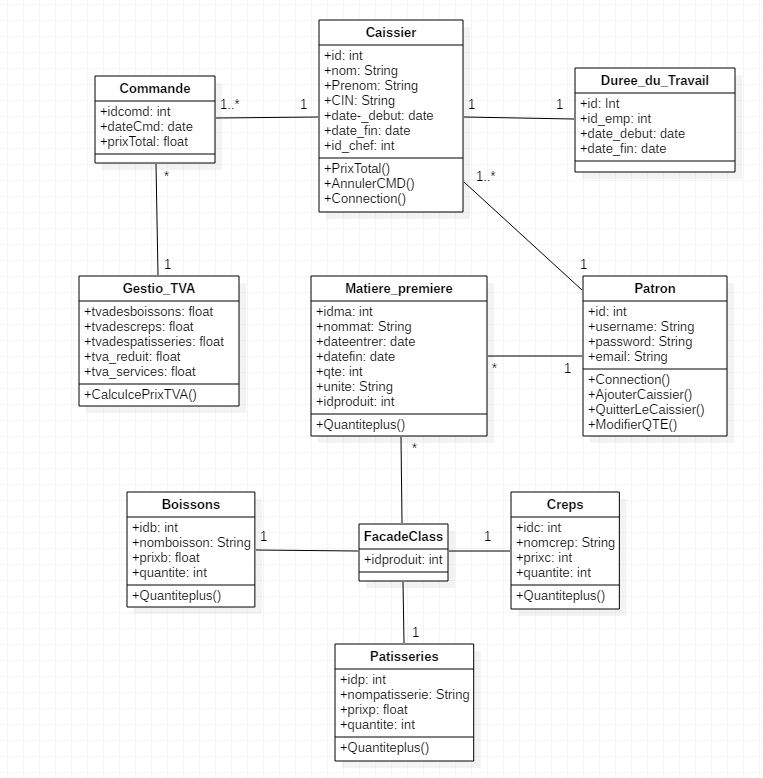 Caissier
+id: int
+nom: String
+Prenom: String
+CIN: String
+date-_debut: date
+date_fin: date
+id_chef: int
+PrixTotal()
+AnnulerCMD()
+Connection()
Commande
+idcomd: int
+dateCmd: date
+prixTotal: float
1..*
1
Duree_du_Travail
+id: Int
+id_emp: int
+date_debut: date
+date_fin: date
1
1
*
1
1..*
1
Gestio_TVA
+tvadesboissons: float
+tvadescreps: float
+tvadespatisseries: float
+tva_reduit: float
+tva_services: float
+CalculcePrixTVA()
Matiere_premiere
+idma: int
+nommat: String
+dateentrer: date
+datefin: date
+qte: int
+unite: String
+idproduit: int
+Quantiteplus()
Patron
+id: int
+username: String
+password: String
+email: String
+Connection()
+AjouterCaissier()
+QuitterLeCaissier()
+ModifierQTE()
*
1
*
Boissons
+idb: int
+nomboisson: String
+prixb: float
+quantite: int
+Quantiteplus()
1
FacadeClass
+idproduit: int
1
Creps
+idc: int
+nomcrep: String
+prixc: int
+quantite: int
+Quantiteplus()
1
Patisseries
+idp: int
+nompatisserie: String
+prixp: float
+quantite: int
+Quantiteplus()